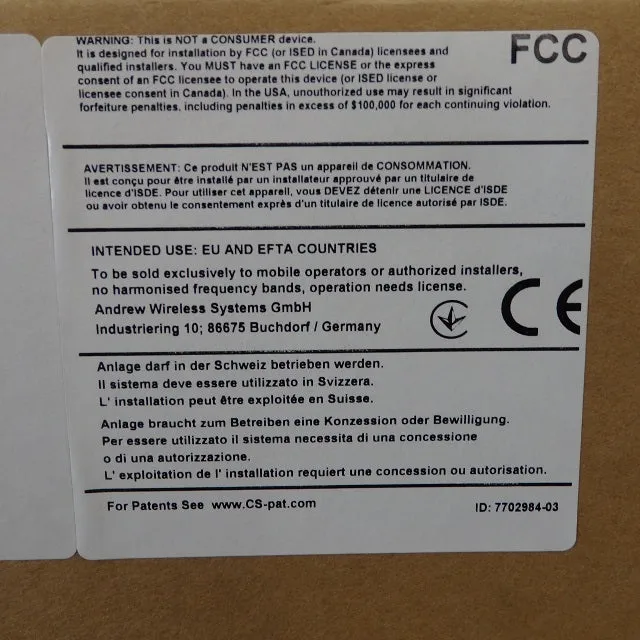 WARNING: This is NOT a CONSUMER device.
FCC
It is designed for installation by FCC (or ISED in Canada) licensees and
qualified installers. You MUST have an FCC LICENSE or the express
consent of an FCC licensee to operate this device (or ISED license or
licensee consent in Canada). In the USA, unauthorized use may result in significant
forfeiture penalties, including penalties in excess of $100,000 for each continuing violation.
AVERTISSEMENT: Ce produit N'EST PAS un appareil de CONSOMMATION.
Il est conçu pour être installé par un installateur approuvé par un titulaire de
licence d'ISDE. Pour utiliser cet appareil, vous DEVEZ détenir une LICENCE d'ISDE
ou avoir obtenu le consentement exprès d'un titulaire de licence autorisé par ISDE.
INTENDED USE: EU AND EFTA COUNTRIES
To be sold exclusively to mobile operators or authorized installers,
no harmonised frequency bands, operation needs license.
Andrew Wireless Systems GmbH
Industriering 10; 86675 Buchdorf / Germany
CE
Anlage darf in der Schweiz betrieben werden.
Il sistema deve essere utilizzato in Svizzera.
L' installation peut être exploitée en Suisse.
Anlage braucht zum Betreiben eine Konzession oder Bewilligung.
Per essere utilizzato il sistema necessita di una concessione
o di una autorizzazione.
L' exploitation de l' installation requiert une concession ou autorisation.
For Patents See www.CS-pat.com
ID: 7702984-03